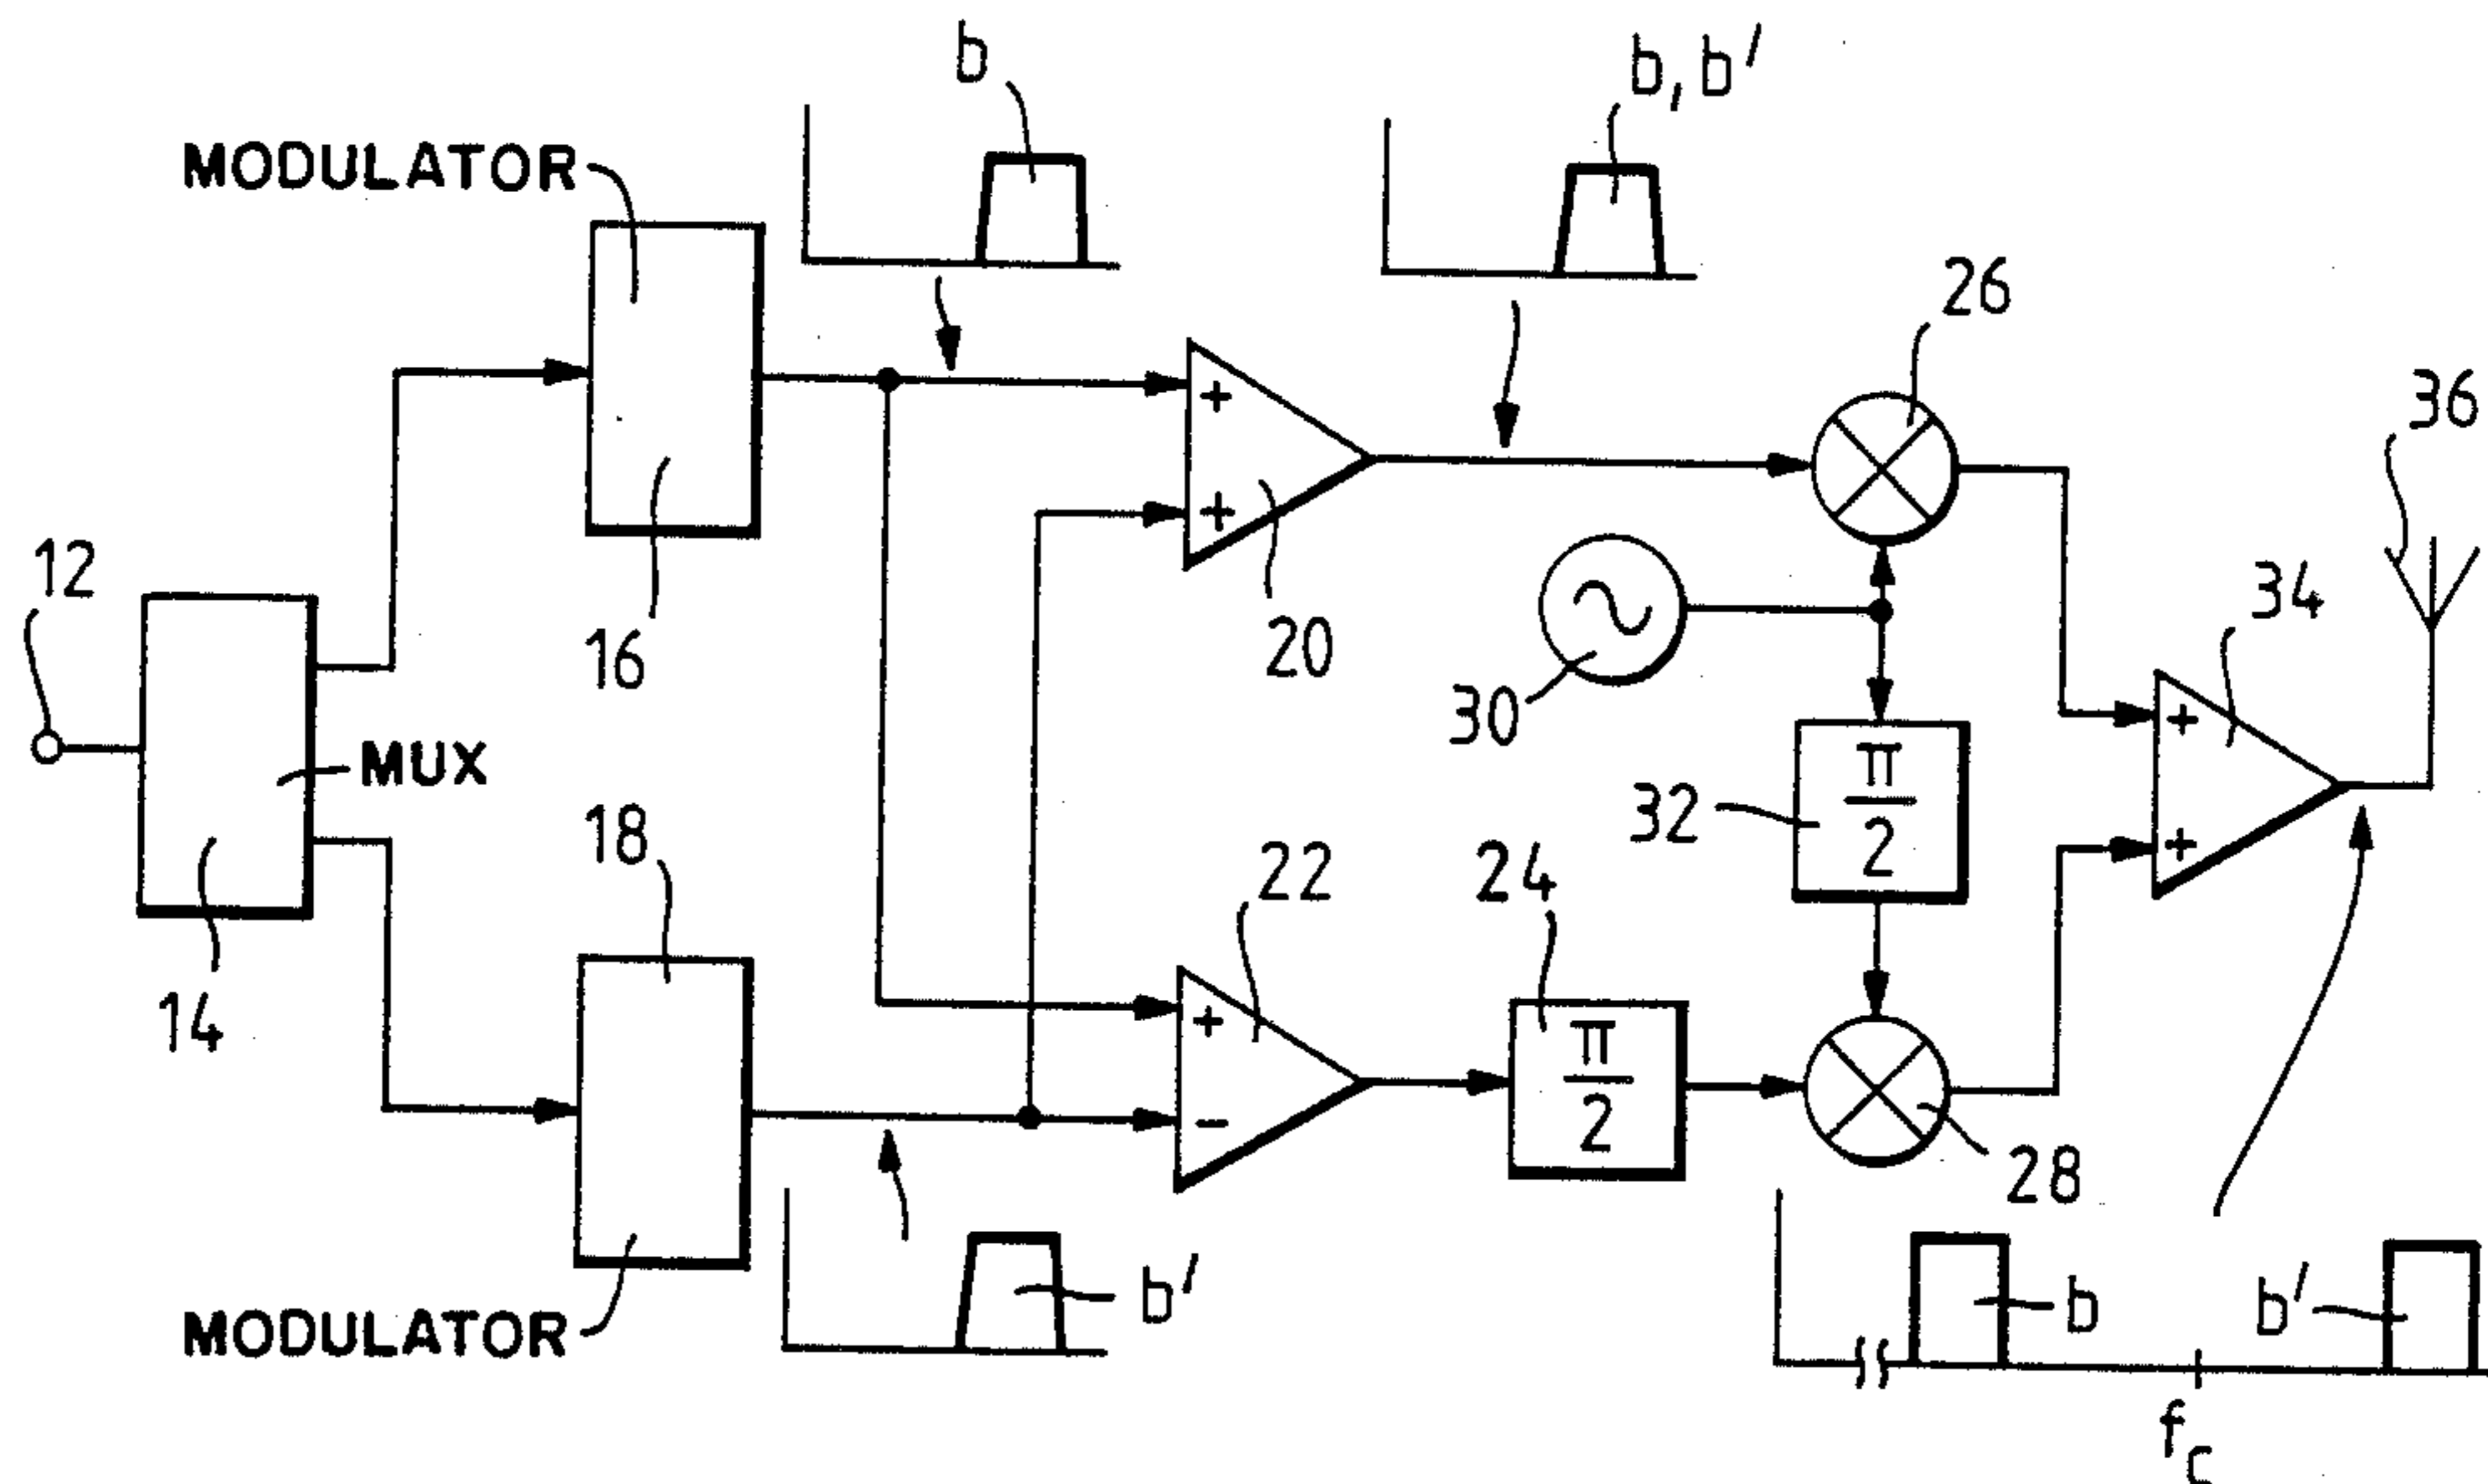 b
b, b'
MODULATOR
26
36
12
16
20
30
34
MUX
π
2
32
18
22
24
14
π
2
28
b'
b
b'
MODULATOR
fc
+
+
+
-
+
+